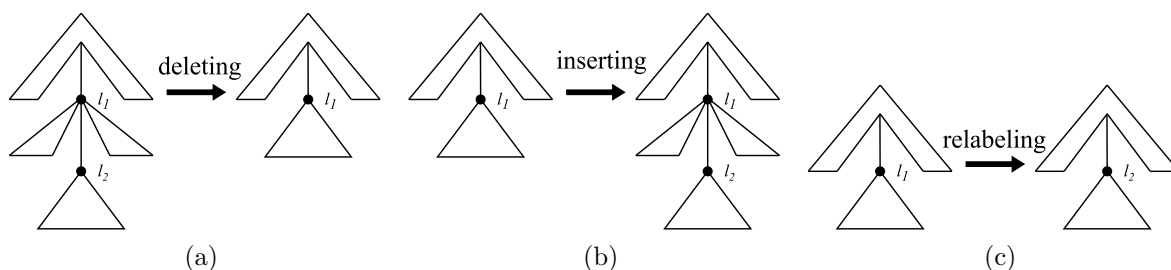 deleting
l1
l1
l2
(a)
inserting
l1
l1
l2
(b)
relabeling
l1
l2
(c)